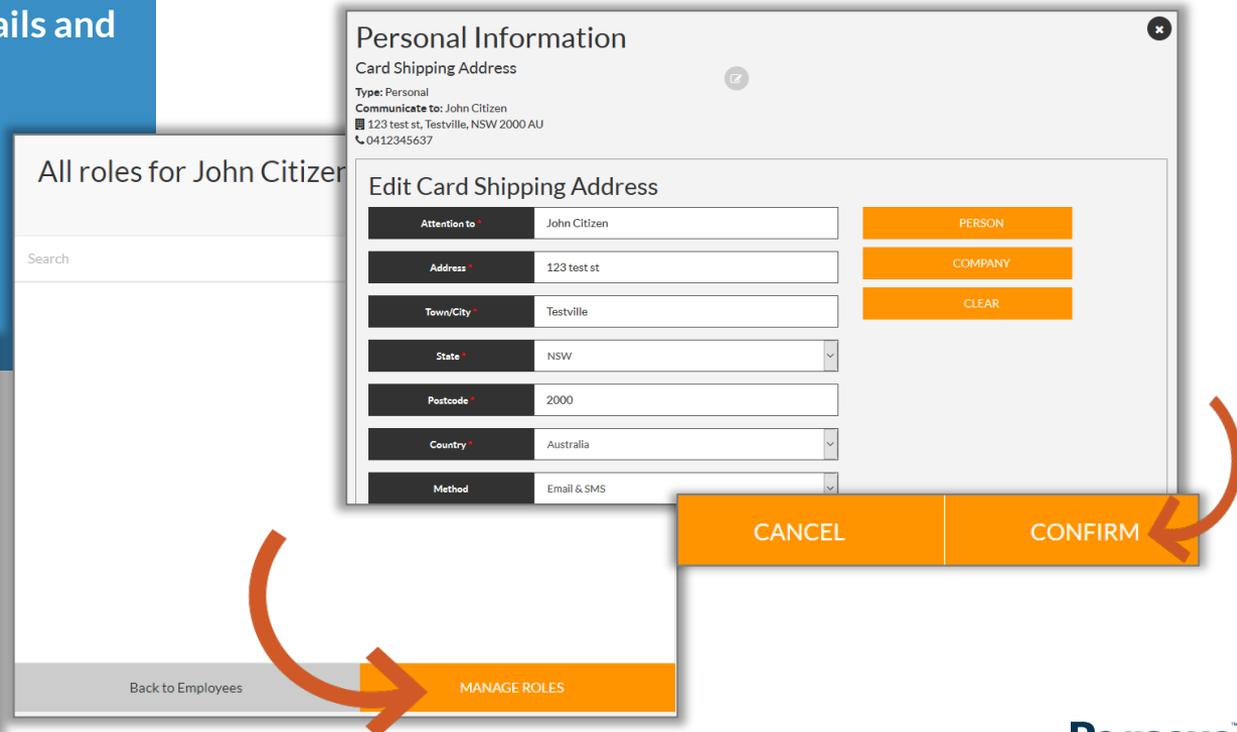 ails and
Personal Information
Card Shipping Address
Type: Personal
Communicate to: John Citizen
123 test st, Testville, NSW 2000 AU
0412345637
All roles for John Citizen
Search
Edit Card Shipping Address
Attention to * John Citizen
PERSON
Address * 123 test st
COMPANY
CLEAR
Town/City * Testville
State * NSW
Postcode * 2000
Country * Australia
Method Email & SMS
CANCEL CONFIRM
Back to Employees MANAGE ROLES